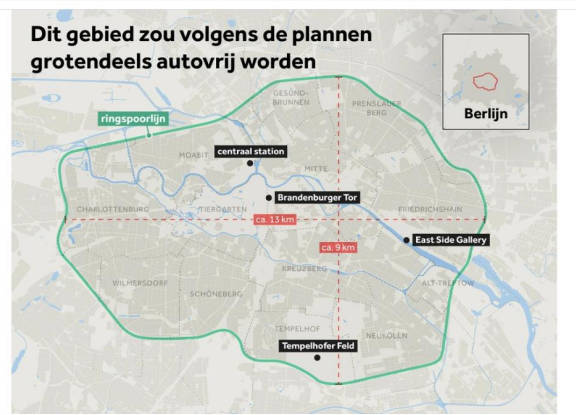 Dit gebied zou volgens de plannen
grotendeels autovrij worden
Berlijn
ringspoorlijn
GESUND-
BRUNNEN
PRENSLAUER
BERG
MOABIT
centraal station
MITTE
Brandenburger Tor
CHARLOTTENBURG
TIERGARTEN
FRIEDRICHSHAIN
ca. 13 km
East Side Gallery
ca. 9 km
KREUZBERG
WILMERSDORF
SCHÖNEBERG
ALT-TREPTOW
TEMPELHOF
NEUKÖLLN
Tempelhofer Feld